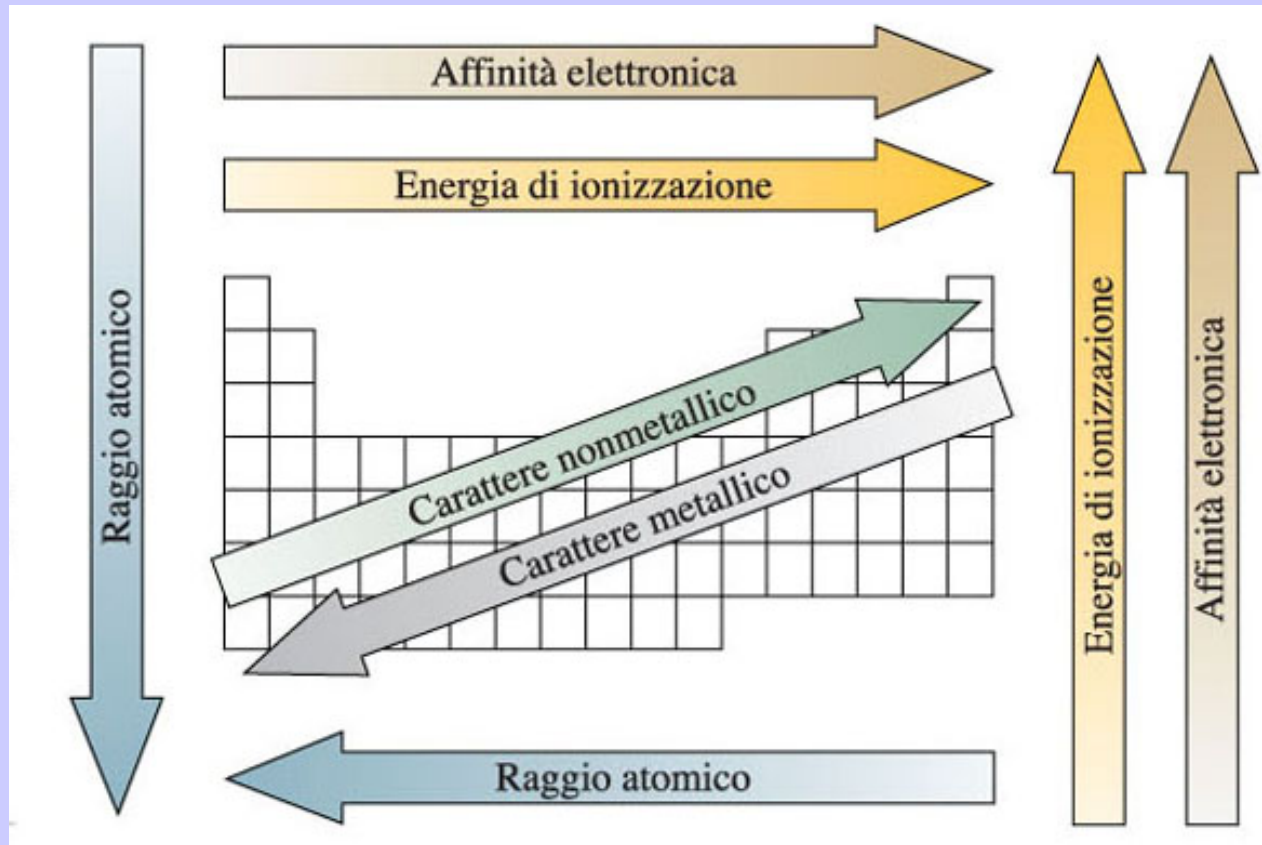 Affinità elettronica
Energia di ionizzazione
Raggio atomico
Carattere nonmetallico
Carattere metallico
Energia di ionizzazione
Affinità elettronica
Raggio atomico